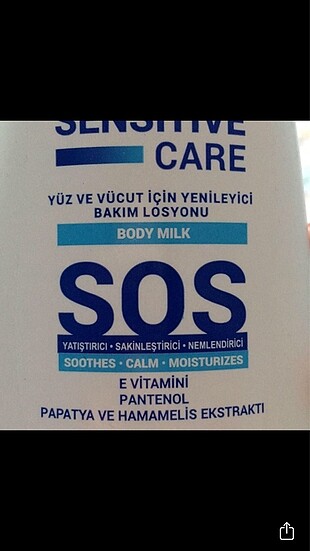 SENSITIVE
CARE
YÜZ VE VÜCUT İÇİN YENİLEYİCİ
BAKIM LOSYONU
BODY MILK
SOS
YATIŞTIRICI • SAKİNLEŞTİRİCİ • NEMLENDİRİCİ
SOOTHES • CALM • MOISTURIZES
E VİTAMİNİ
PANTENOL
PAPATYA VE HAMAMELİS EKSTRAKTI